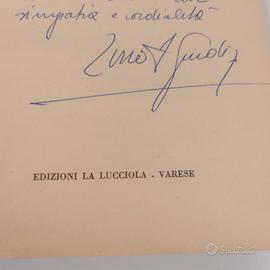 simpatia e cordialità
EDIZIONI LA LUCCIOLA - VARESE
subito